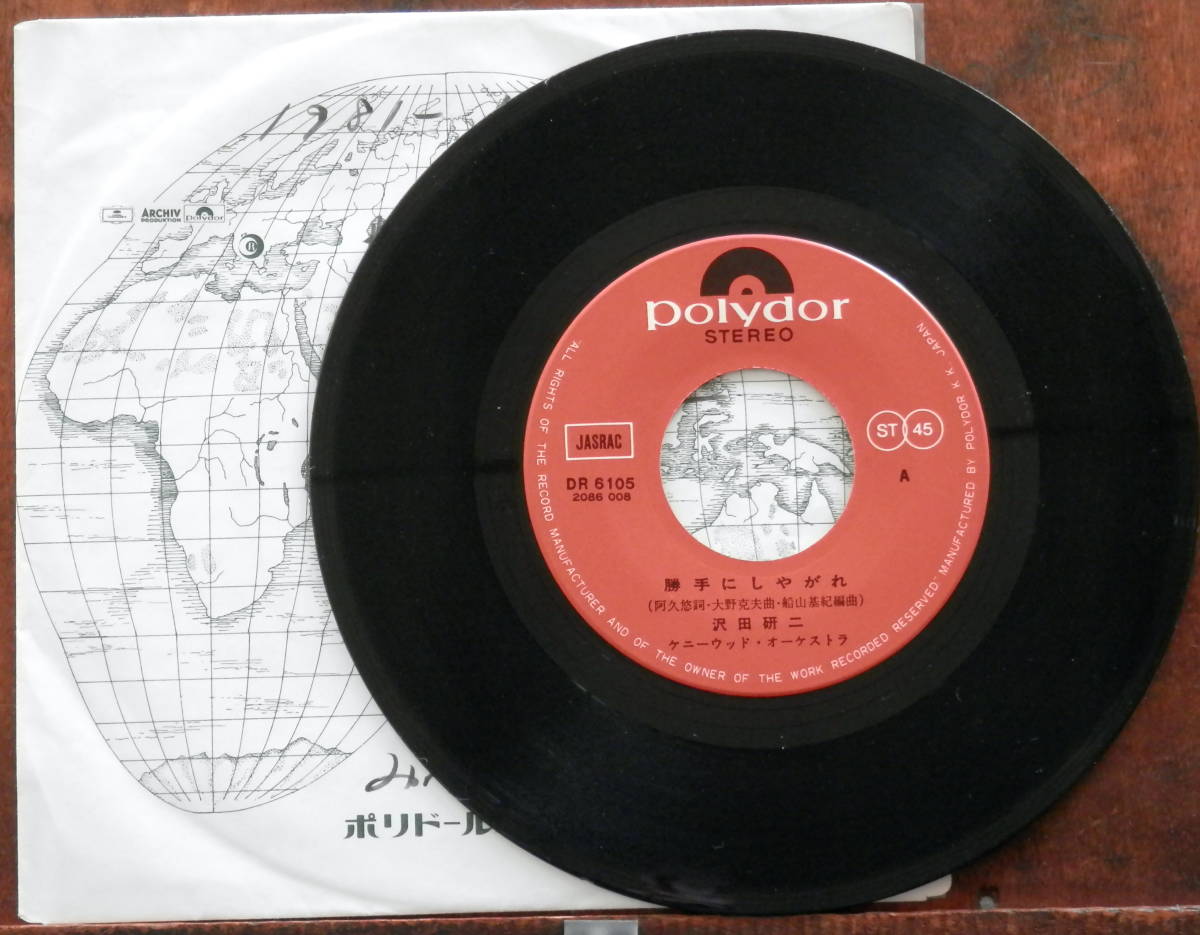 1981-
ARCHIV
PRODUKTION
polydor
polydor
STEREO
JASRAC
DR 6105
2086 008
ST 45
A
勝手にしやがれ
(阿久悠詞・大野克夫曲・船山基紀編曲)
沢田研二
ケニーウッド・オーケストラ
"ALL RIGHTS OF THE RECORD MANUFACTURER AND OF THE OWNER OF THE WORK RECORDED RESERVED" MANUFACTURED BY POLYDOR K.K. JAPAN
ポリドール